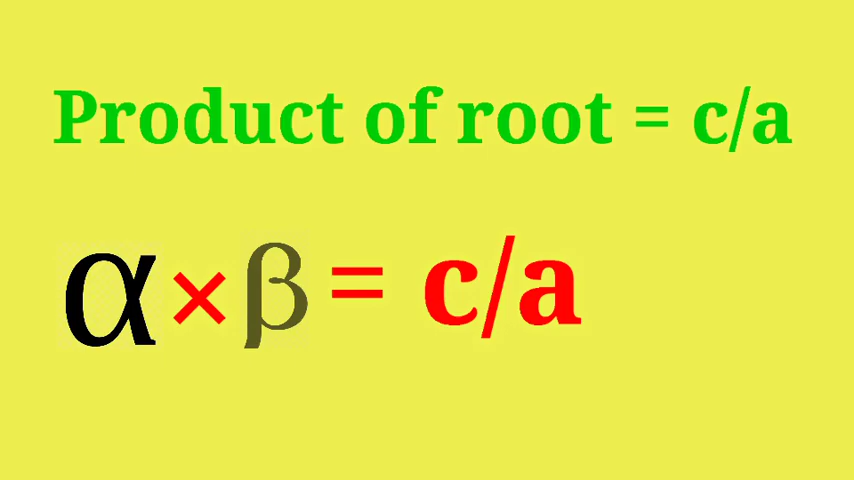 Product of root = c/a
α×β = c/a